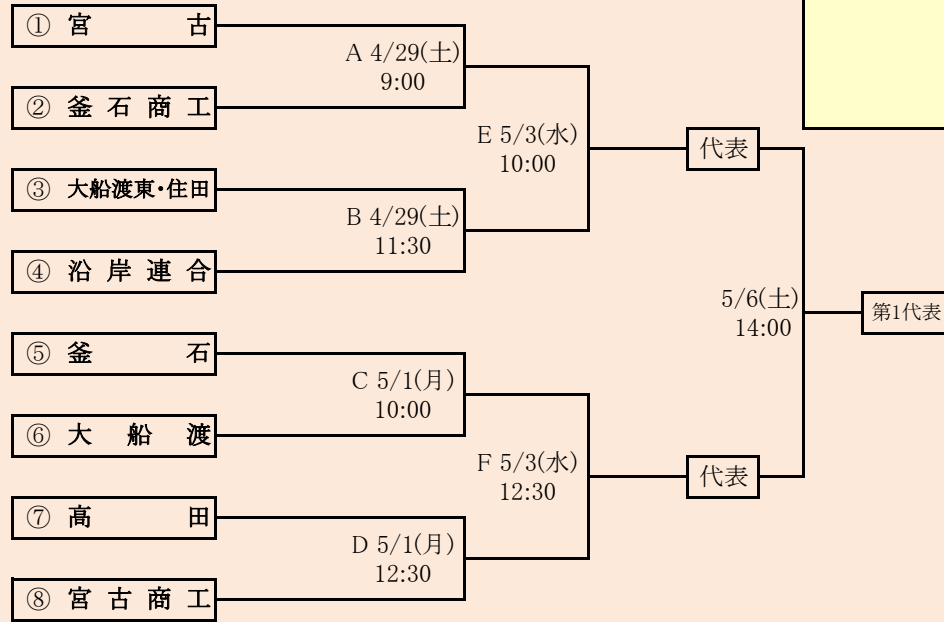 ① 宮古
A 4/29(土)
9:00
② 釜石商工
E 5/3(水)
10:00
代表
③ 大船渡東・住田
B 4/29(土)
11:30
④ 沿岸連合
5/6(土)
14:00
第1代表
⑤ 釜石
C 5/1(月)
10:00
⑥ 大船渡
F 5/3(水)
12:30
代表
⑦ 高田
D 5/1(月)
12:30
⑧ 宮古商工